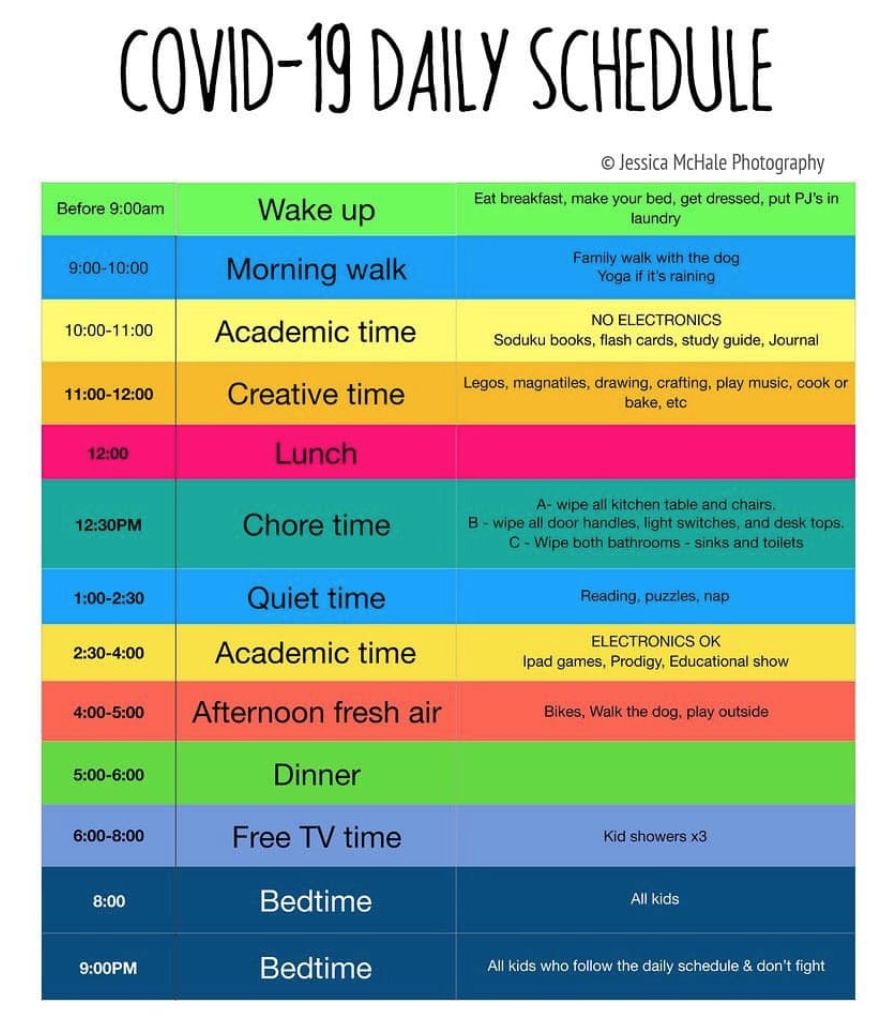 COVID-19 DAILY SCHEDULE
© Jessica McHale Photography
Before 9:00am Wake up Eat breakfast, make your bed, get dressed, put PJ's in
laundry
9:00-10:00 Morning walk Family walk with the dog
Yoga if it's raining
10:00-11:00 Academic time NO ELECTRONICS
Soduku books, flash cards, study guide, Journal
11:00-12:00 Creative time Legos, magnatiles, drawing, crafting, play music, cook or
bake, etc
12:00 Lunch
12:30PM Chore time A- wipe all kitchen table and chairs.
B - wipe all door handles, light switches, and desk tops.
C - Wipe both bathrooms - sinks and toilets
1:00-2:30 Quiet time Reading, puzzles, nap
2:30-4:00 Academic time ELECTRONICS OK
Ipad games, Prodigy, Educational show
4:00-5:00 Afternoon fresh air Bikes, Walk the dog, play outside
5:00-6:00 Dinner
6:00-8:00 Free TV time Kid showers x3
8:00 Bedtime All kids
9:00PM Bedtime All kids who follow the daily schedule & don't fight